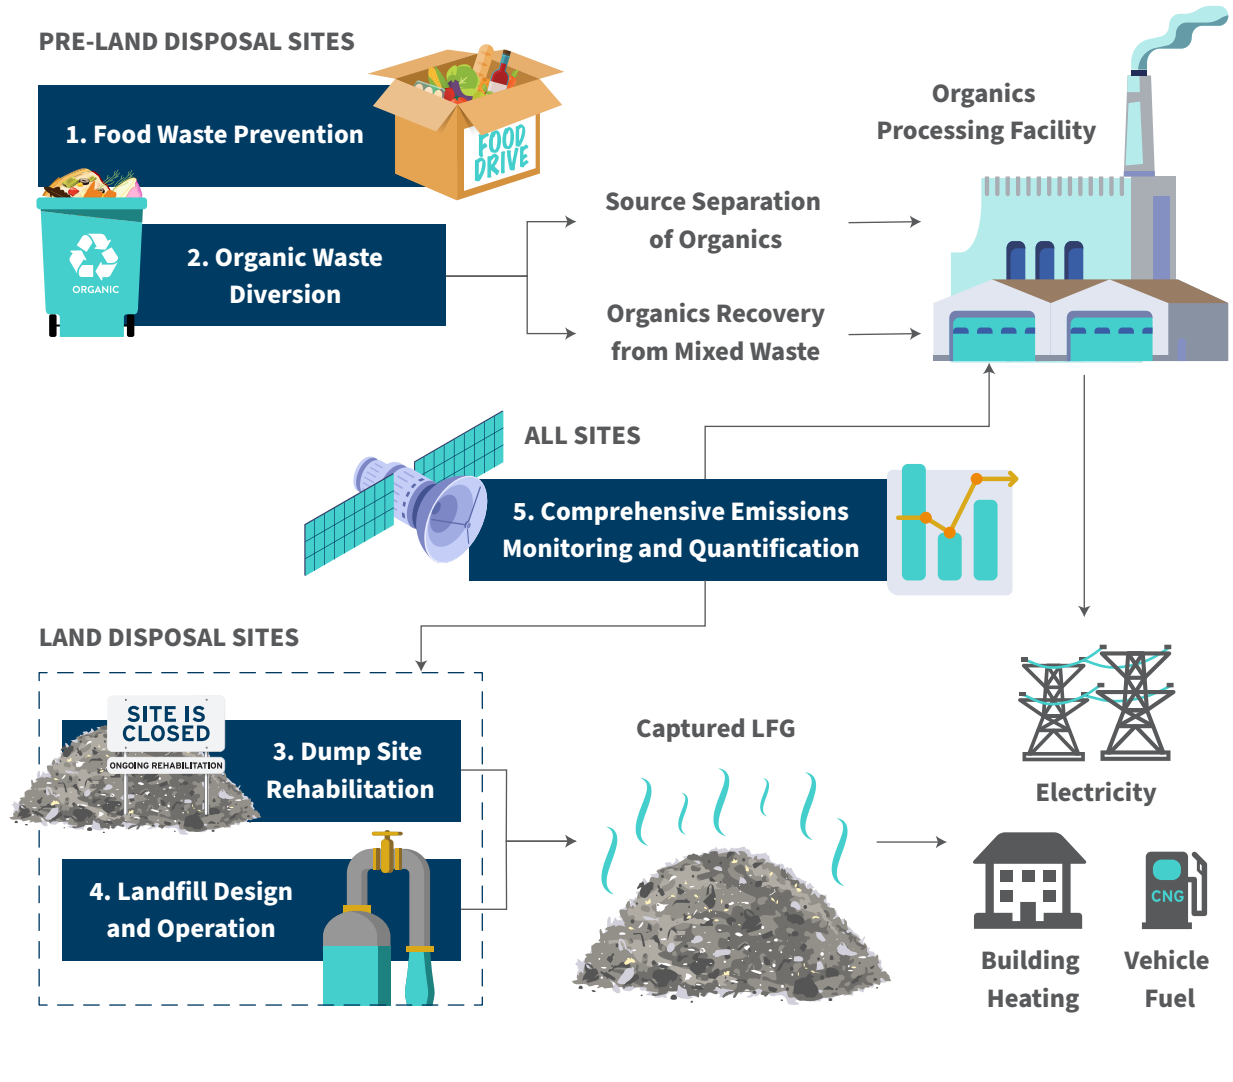 PRE-LAND DISPOSAL SITES
1. Food Waste Prevention
FOOD
DRIVE
Organics
Processing Facility
ORGANIC
2. Organic Waste
Diversion
Source Separation
of Organics
Organics Recovery
from Mixed Waste
ALL SITES
5. Comprehensive Emissions
Monitoring and Quantification
LAND DISPOSAL SITES
SITE IS
CLOSED
ONGOING REHABILITATION
3. Dump Site
Rehabilitation
4. Landfill Design
and Operation
Captured LFG
Electricity
CNG
Building
Heating
Vehicle
Fuel